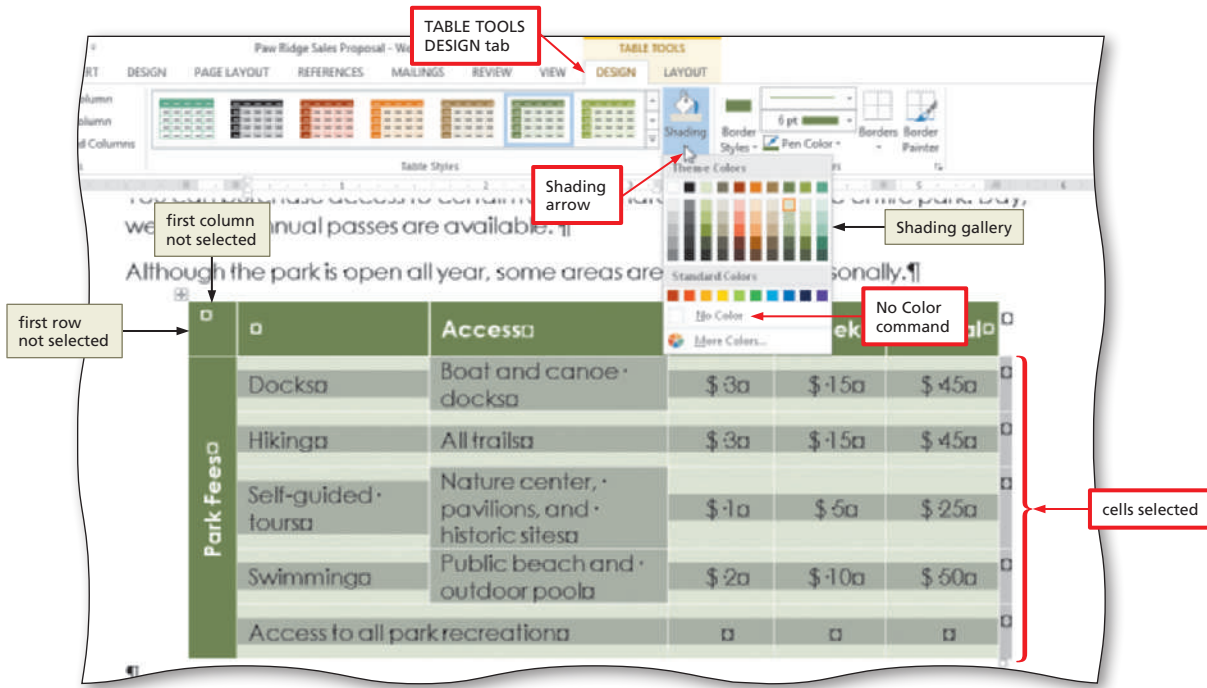 TABLE TOOLS
DESIGN tab
Paw Ridge Sales Proposal - We
TABLE TOOLS
RT DESIGN PAGE LAYOUT REFERENCES MAILINGS REVIEW VIEW DESIGN LAYOUT
olumn
olumn
d Columns
Shading
Border
Styles
6 pt
Pen Color
Borders
Border
Painter
Table Styles
Theme Colors
Shading
arrow
first column
not selected
Shading gallery
we nnual passes are available.¶
Although the park is open all year, some areas are sonally.¶
Standard Colors
No Color
More Colors...
No Color
command
first row
not selected
¤ ¤ Access¤ ek al¤ ¤
Park Fees¤
Docks¤ Boat and canoe·
docks¤ $·3¤ $·15¤ $·45¤ ¤
Hiking¤ All trails¤ $·3¤ $·15¤ $·45¤ ¤
Self-guided·
tours¤ Nature center,·
pavilions, and·
historic sites¤ $·1¤ $·5¤ $·25¤ ¤
Swimming¤ Public beach and·
outdoor pool¤ $·2¤ $·10¤ $·50¤ ¤
Access to all park recreation¤ ¤ ¤ ¤ ¤
¶
cells selected